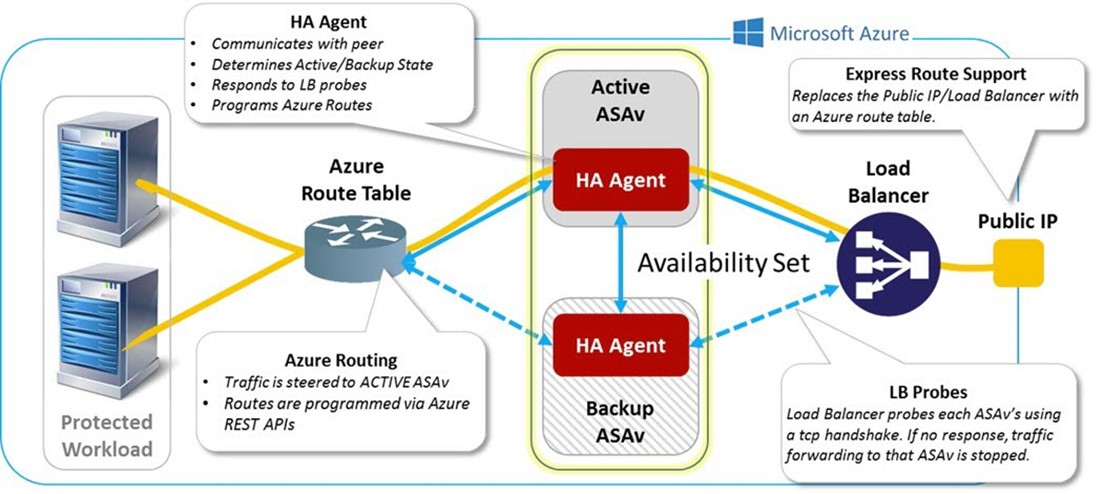 HA Agent
• Communicates with peer
• Determines Active/Backup State
• Responds to LB probes
• Programs Azure Routes
Microsoft Azure
Express Route Support
Replaces the Public IP/Load Balancer with
an Azure route table.
Active
ASAv
HA Agent
Azure
Route Table
Load
Balancer
Public IP
Availability Set
HA Agent
Backup
ASAv
Azure Routing
• Traffic is steered to ACTIVE ASAv
• Routes are programmed via Azure
REST APIs
LB Probes
Load Balancer probes each ASAv's using
a tcp handshake. If no response, traffic
forwarding to that ASAv is stopped.
Protected
Workload